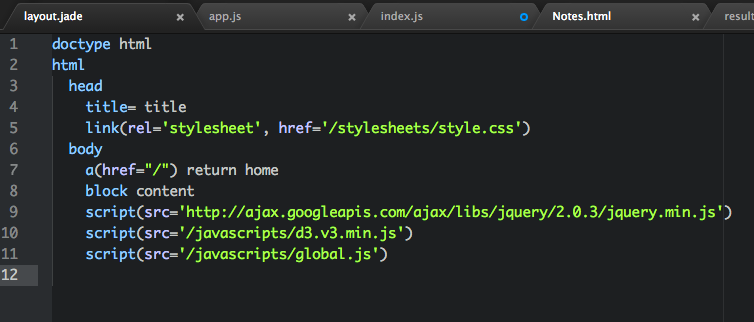 layout.jade × app.js × index.js Notes.html × result
1 doctype html
2 html
3   head
4     title= title
5     link(rel='stylesheet', href='/stylesheets/style.css')
6   body
7     a(href="/") return home
8     block content
9     script(src='http://ajax.googleapis.com/ajax/libs/jquery/2.0.3/jquery.min.js')
10     script(src='/javascripts/d3.v3.min.js')
11     script(src='/javascripts/global.js')
12